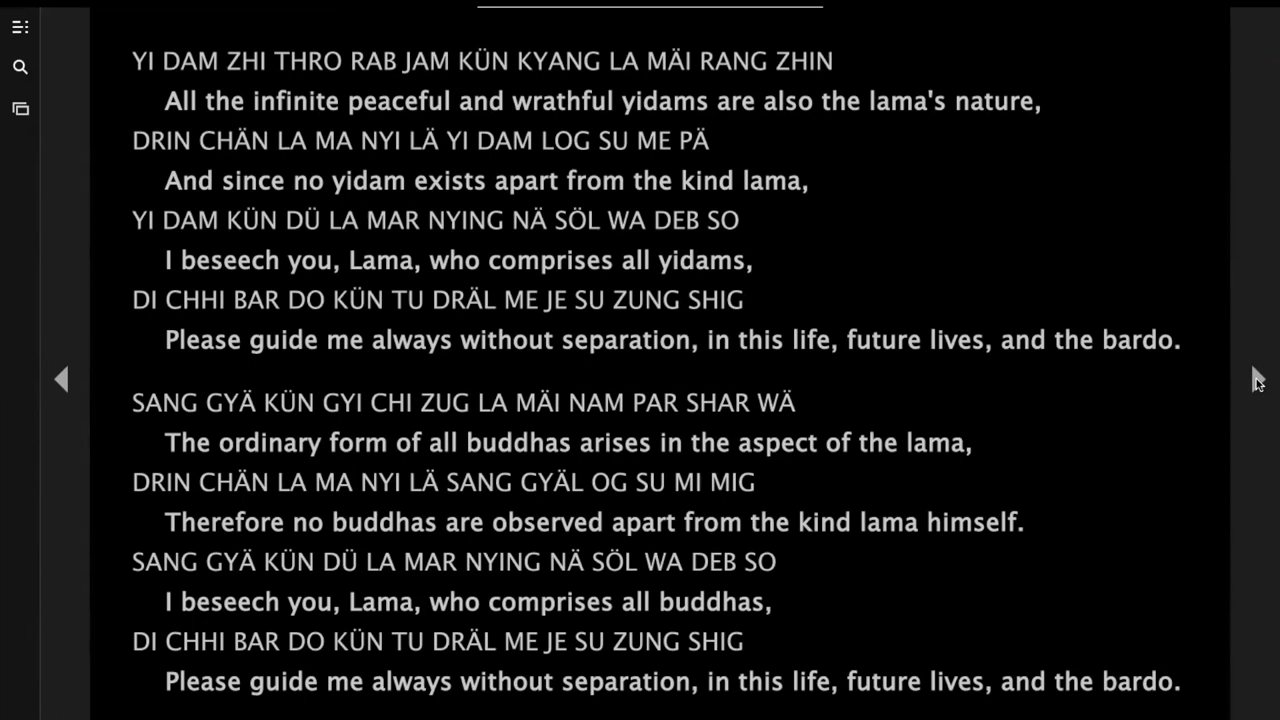 YI DAM ZHI THRO RAB JAM KÜN KYANG LA MÄI RANG ZHIN
All the infinite peaceful and wrathful yidams are also the lama's nature,
DRIN CHÄN LA MA NYI LÄ YI DAM LOG SU ME PÄ
And since no yidam exists apart from the kind lama,
YI DAM KÜN DÜ LA MAR NYING NÄ SÖL WA DEB SO
I beseech you, Lama, who comprises all yidams,
DI CHHI BAR DO KÜN TU DRÄL ME JE SU ZUNG SHIG
Please guide me always without separation, in this life, future lives, and the bardo.
SANG GYÄ KÜN GYI CHI ZUG LA MÄI NAM PAR SHAR WÄ
The ordinary form of all buddhas arises in the aspect of the lama,
DRIN CHÄN LA MA NYI LÄ SANG GYÄL OG SU MI MIG
Therefore no buddhas are observed apart from the kind lama himself.
SANG GYÄ KÜN DÜ LA MAR NYING NÄ SÖL WA DEB SO
I beseech you, Lama, who comprises all buddhas,
DI CHHI BAR DO KÜN TU DRÄL ME JE SU ZUNG SHIG
Please guide me always without separation, in this life, future lives, and the bardo.